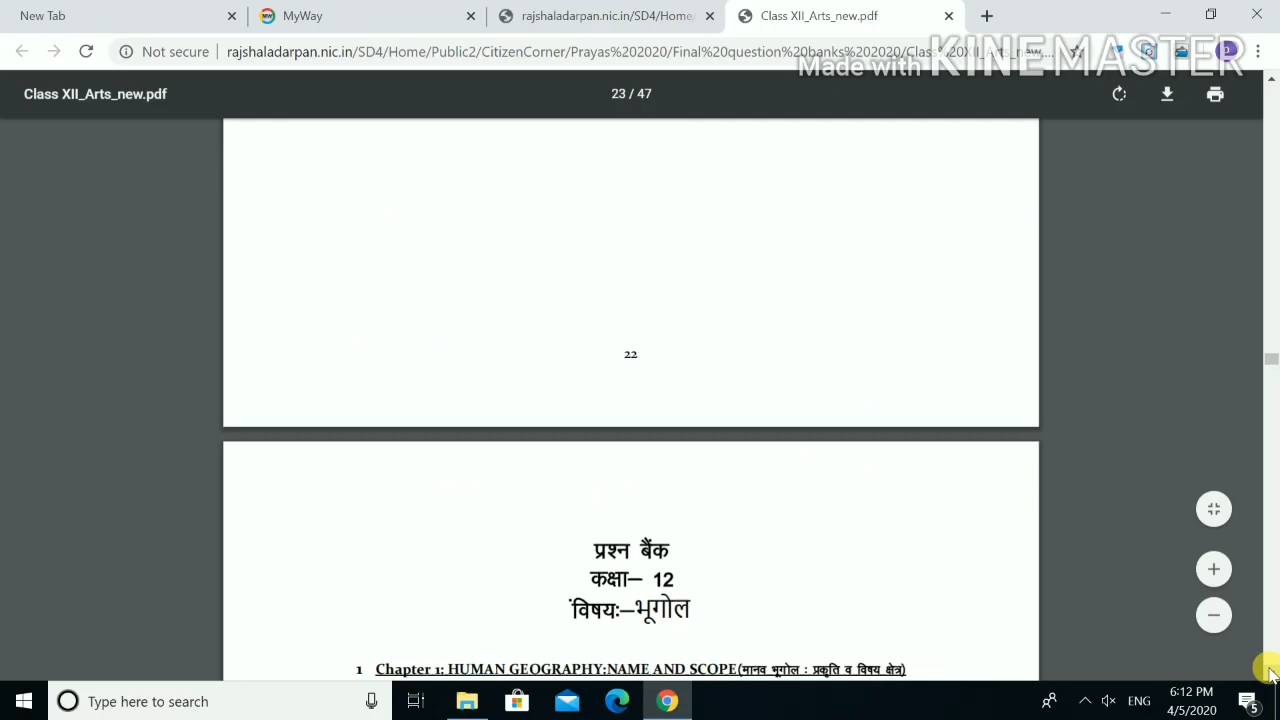 New Tab
MyWay
rajshaladarpan.nic.in/SD4/Home/
Class XII_Arts_new.pdf
Not secure
rajshaladarpan.nic.in/SD4/Home/Public2/CitizenCorner/Prayas%202020/Final%20question%20banks%202020/Class%20XII_Arts_new....
Made with KINEMASTER
Class XII_Arts_new.pdf
23 / 47
22
प्रश्न बैंक
कक्षा– 12
विषय:–भूगोल
1 Chapter 1: HUMAN GEOGRAPHY;NAME AND SCOPE(मानव भूगोल : प्रकृति व विषय क्षेत्र)
Type here to search
ENG
6:12 PM
4/5/2020
5